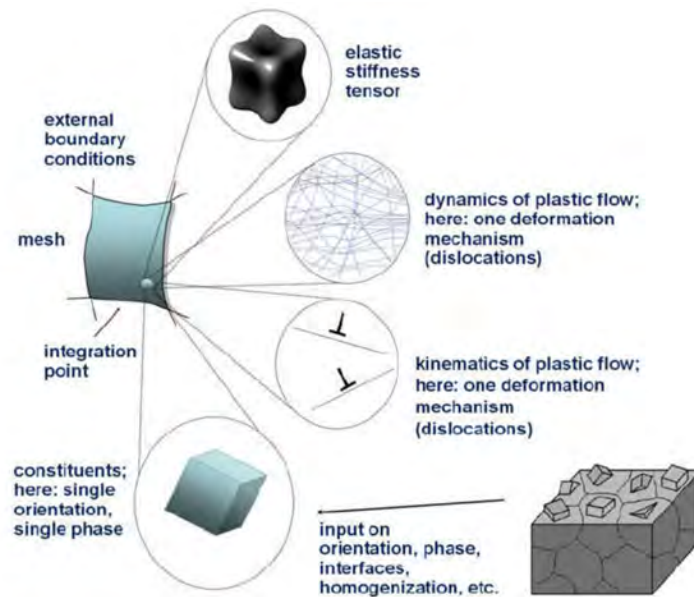 elastic
stiffness
tensor
external
boundary
conditions
mesh
dynamics of plastic flow;
here: one deformation
mechanism
(dislocations)
integration
point
kinematics of plastic flow;
here: one deformation
mechanism
(dislocations)
constituents;
here: single
orientation,
single phase
input on
orientation, phase,
interfaces,
homogenization, etc.